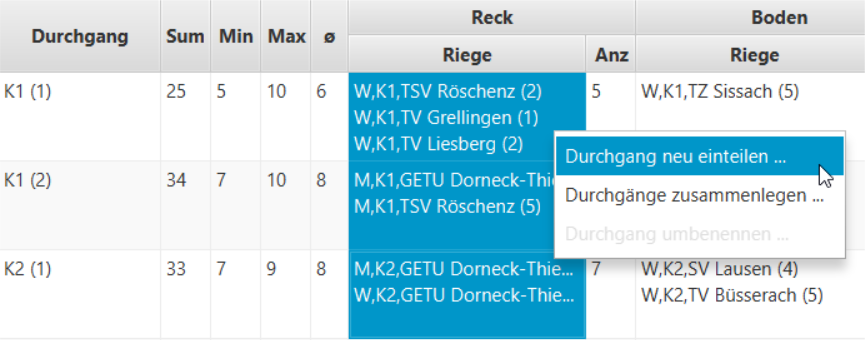 Durchgang Sum Min Max ø Reck Boden
Riege Anz Riege
K1 (1) 25 5 10 6 W,K1,TSV Röschenz (2) 5 W,K1,TZ Sissach (5)
W,K1,TV Grellingen (1)
W,K1,TV Liesberg (2)
Durchgang neu einteilen ...
K1 (2) 34 7 10 8 M,K1,GETU Dorneck-Thi
M,K1,TSV Röschenz (5)
Durchgänge zusammenlegen ...
Durchgang umbenennen ...
K2 (1) 33 7 9 8 M,K2,GETU Dorneck-Thie... 7 W,K2,SV Lausen (4)
W,K2,GETU Dorneck-Thie... W,K2,TV Büsserach (5)